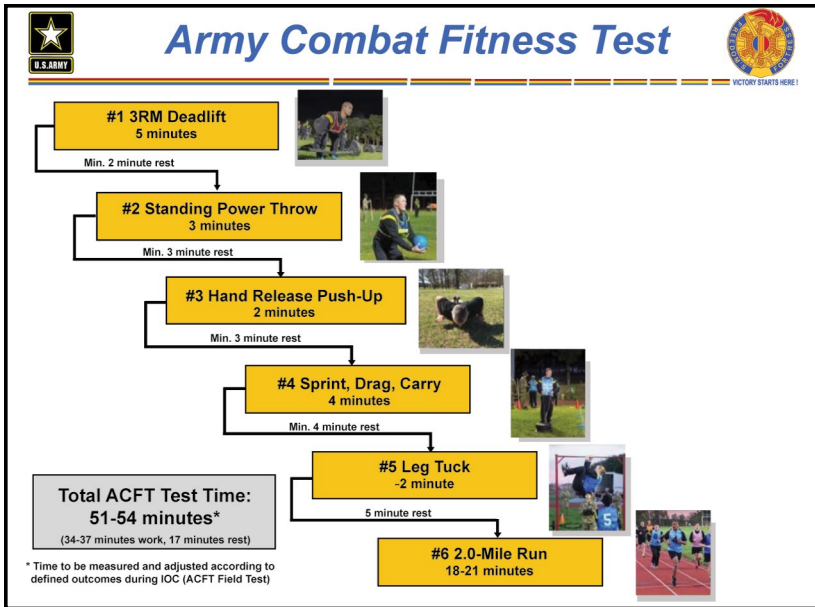 U.S.ARMY
Army Combat Fitness Test
FREEDOM'S FORTRESS
VICTORY STARTS HERE !
#1 3RM Deadlift
5 minutes
Min. 2 minute rest
#2 Standing Power Throw
3 minutes
Min. 3 minute rest
#3 Hand Release Push-Up
2 minutes
Min. 3 minute rest
#4 Sprint, Drag, Carry
4 minutes
Min. 4 minute rest
#5 Leg Tuck
~2 minute
5 minute rest
5
#6 2.0-Mile Run
18-21 minutes
Total ACFT Test Time:
51-54 minutes*
(34-37 minutes work, 17 minutes rest)
* Time to be measured and adjusted according to
defined outcomes during IOC (ACFT Field Test)